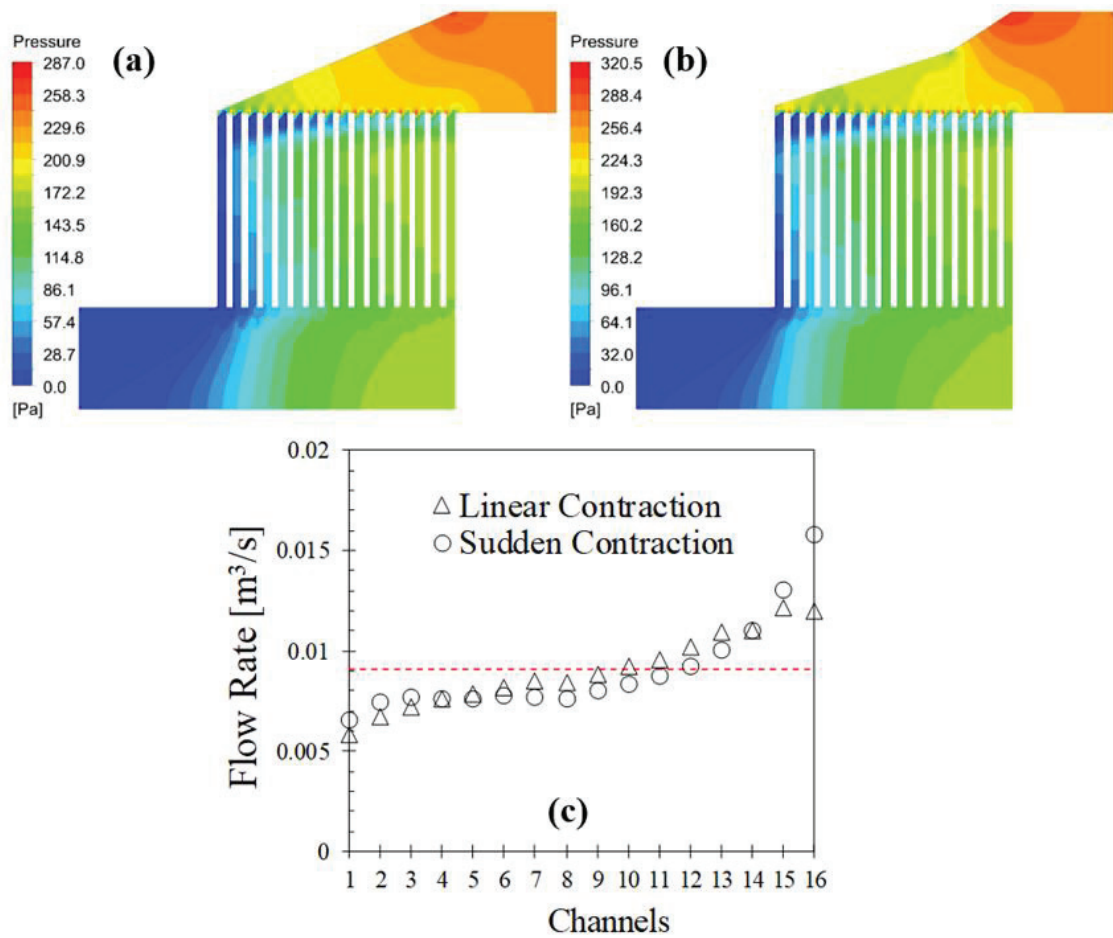 (a)
Pressure
287.0
258.3
229.6
200.9
172.2
143.5
114.8
86.1
57.4
28.7
0.0
[Pa]
(b)
Pressure
320.5
288.4
256.4
224.3
192.3
160.2
128.2
96.1
64.1
32.0
0.0
[Pa]
0.02
0.015
0.01
0.005
0
Flow Rate [m³/s]
△ Linear Contraction
○ Sudden Contraction
(c)
1 2 3 4 5 6 7 8 9 10 11 12 13 14 15 16
Channels